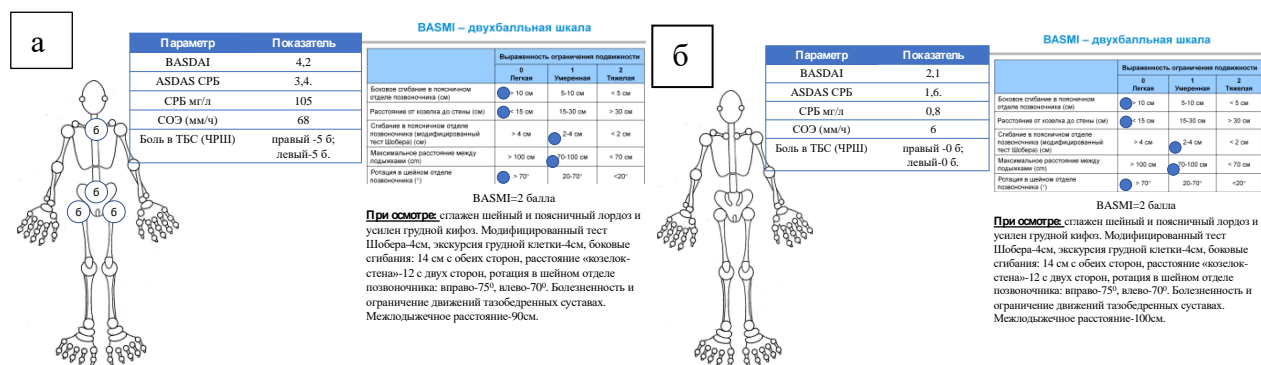 а
Параметр Показатель
BASDAI 4,2
ASDAS СРБ 3,4.
СРБ мг/л 105
СОЭ (мм/ч) 68
Боль в ТБС (ЧРШ) правый -5 б;
левый-5 б.
б
б
б б
BASMI – двухбалльная шкала
Выраженность ограничения подвижности
0 1 2
Легкая Умеренная Тяжелая
Боковое сгибание в поясничном
отделе позвоночника (см) > 10 см 5-10 см < 5 см
Расстояние от козелка до стены (см) < 15 см 15-30 см > 30 см
Сгибание в поясничном отделе
позвоночника (модифицированный
тест Шобера) (см) > 4 см 2-4 см < 2 см
Максимальное расстояние между
лодыжками (cm) > 100 см 70-100 см < 70 см
Ротация в шейном отделе
позвоночника (°) > 70° 20-70° <20°
BASMI=2 балла
При осмотре: сглажен шейный и поясничный лордоз и
усилен грудной кифоз. Модифицированный тест
Шобера-4см, экскурсия грудной клетки-4см, боковые
сгибания: 14 см с обеих сторон, расстояние «козелок-
стена»-12 с двух сторон, ротация в шейном отделе
позвоночника: вправо-75⁰, влево-70⁰. Болезненность и
ограничение движений тазобедренных суставах.
Межлодыжечное расстояние-90см.
б
Параметр Показатель
BASDAI 2,1
ASDAS СРБ 1,6.
СРБ мг/л 0,8
СОЭ (мм/ч) 6
Боль в ТБС (ЧРШ) правый -0 б;
левый-0 б.
BASMI – двухбалльная шкала
Выраженность ограничения подвижности
0 1 2
Легкая Умеренная Тяжелая
Боковое сгибание в поясничном
отделе позвоночника (см) > 10 см 5-10 см < 5 см
Расстояние от козелка до стены (см) < 15 см 15-30 см > 30 см
Сгибание в поясничном отделе
позвоночника (модифицированный
тест Шобера) (см) > 4 см 2-4 см < 2 см
Максимальное расстояние между
лодыжками (cm) > 100 см 70-100 см < 70 см
Ротация в шейном отделе
позвоночника (°) > 70° 20-70° <20°
BASMI=2 балла
При осмотре: сглажен шейный и поясничный лордоз и
усилен грудной кифоз. Модифицированный тест
Шобера-4см, экскурсия грудной клетки-4см, боковые
сгибания: 14 см с обеих сторон, расстояние «козелок-
стена»-12 с двух сторон, ротация в шейном отделе
позвоночника: вправо-75⁰, влево-70⁰. Болезненность и
ограничение движений тазобедренных суставах.
Межлодыжечное расстояние-100см.